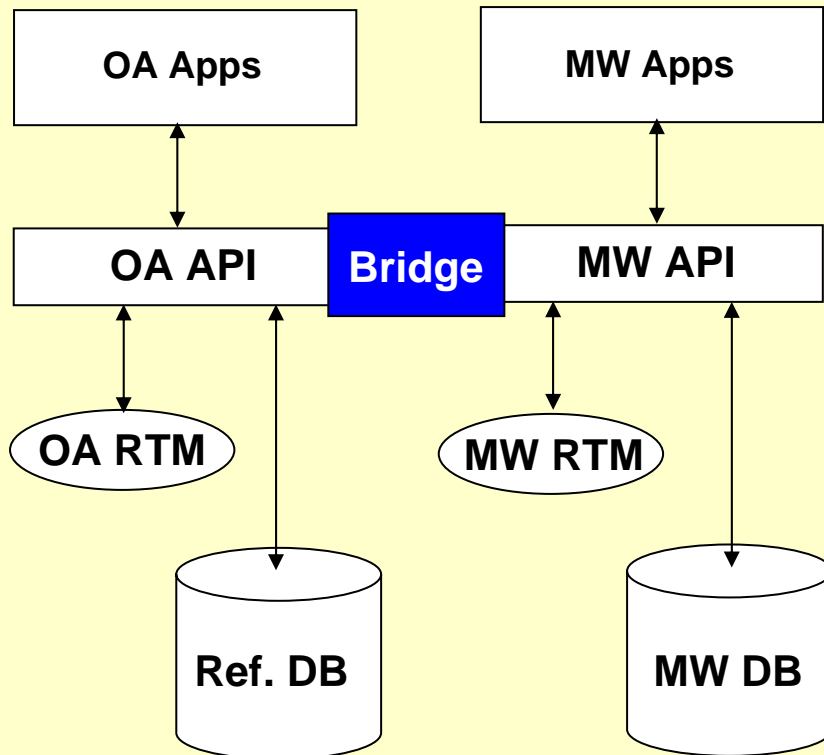 OA Apps
MW Apps
OA API
Bridge
MW API
OA RTM
MW RTM
Ref. DB
MW DB